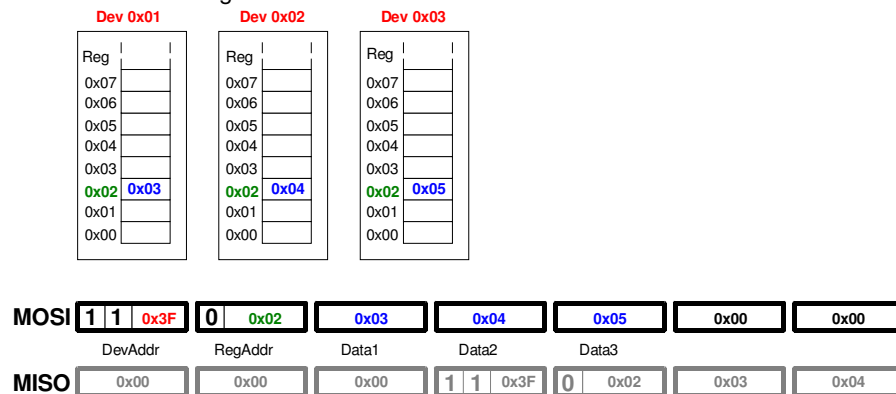 Dev 0x01 Dev 0x02 Dev 0x03
Reg Reg Reg
0x07 0x07 0x07
0x06 0x06 0x06
0x05 0x05 0x05
0x04 0x04 0x04
0x03 0x03 0x03
0x02 0x03 0x02 0x04 0x02 0x05
0x01 0x01 0x01
0x00 0x00 0x00
MOSI 1 1 0x3F 0 0x02 0x03 0x04 0x05 0x00 0x00
DevAddr RegAddr Data1 Data2 Data3
MISO 0x00 0x00 0x00 1 1 0x3F 0 0x02 0x03 0x04